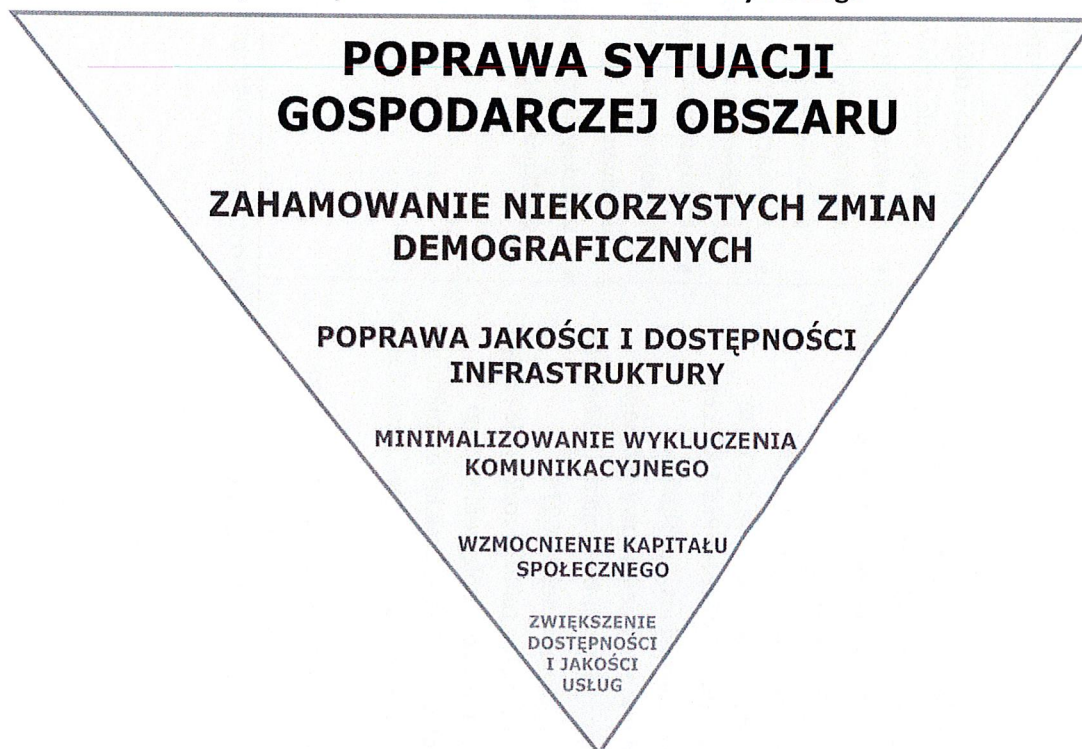 POPRAWA SYTUACJI
GOSPODARCZEJ OBSZARU
ZAHAMOWANIE NIEKORZYSTYCH ZMIAN
DEMOGRAFICZNYCH
POPRAWA JAKOŚCI I DOSTĘPNOŚCI
INFRASTRUKTURY
MINIMALIZOWANIE WYKLUCZENIA
KOMUNIKACYJNEGO
WZMOCNIENIE KAPITAŁU
SPOŁECZNEGO
ZWIĘKSZENIE
DOSTĘPNOŚCI
I JAKOŚCI
USŁUG